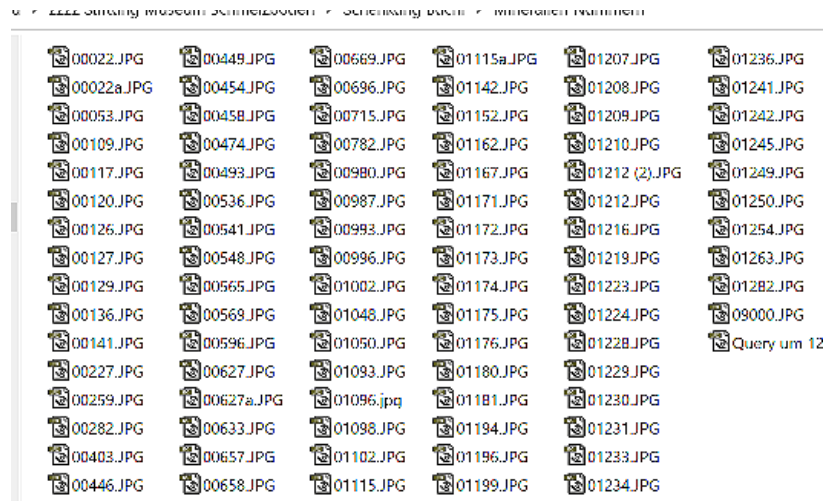 Stiftung Museum Schmelzboden > Schenkung Büchi > Mineralien Nummern
00022.JPG 00449.JPG 00669.JPG 01115a.JPG 01207.JPG 01236.JPG
00022a.JPG 00454.JPG 00696.JPG 01142.JPG 01208.JPG 01241.JPG
00053.JPG 00458.JPG 00715.JPG 01152.JPG 01209.JPG 01242.JPG
00109.JPG 00474.JPG 00782.JPG 01162.JPG 01210.JPG 01245.JPG
00117.JPG 00493.JPG 00980.JPG 01167.JPG 01212 (2).JPG 01249.JPG
00120.JPG 00536.JPG 00987.JPG 01171.JPG 01212.JPG 01250.JPG
00126.JPG 00541.JPG 00993.JPG 01172.JPG 01216.JPG 01254.JPG
00127.JPG 00548.JPG 00996.JPG 01173.JPG 01219.JPG 01263.JPG
00129.JPG 00565.JPG 01002.JPG 01174.JPG 01223.JPG 01282.JPG
00136.JPG 00569.JPG 01048.JPG 01175.JPG 01224.JPG 09000.JPG
00141.JPG 00596.JPG 01050.JPG 01176.JPG 01228.JPG Query um 12
00227.JPG 00627.JPG 01093.JPG 01180.JPG 01229.JPG
00259.JPG 00627a.JPG 01096.jpg 01181.JPG 01230.JPG
00282.JPG 00633.JPG 01098.JPG 01194.JPG 01231.JPG
00403.JPG 00657.JPG 01102.JPG 01196.JPG 01233.JPG
00446.JPG 00658.JPG 01115.JPG 01199.JPG 01234.JPG